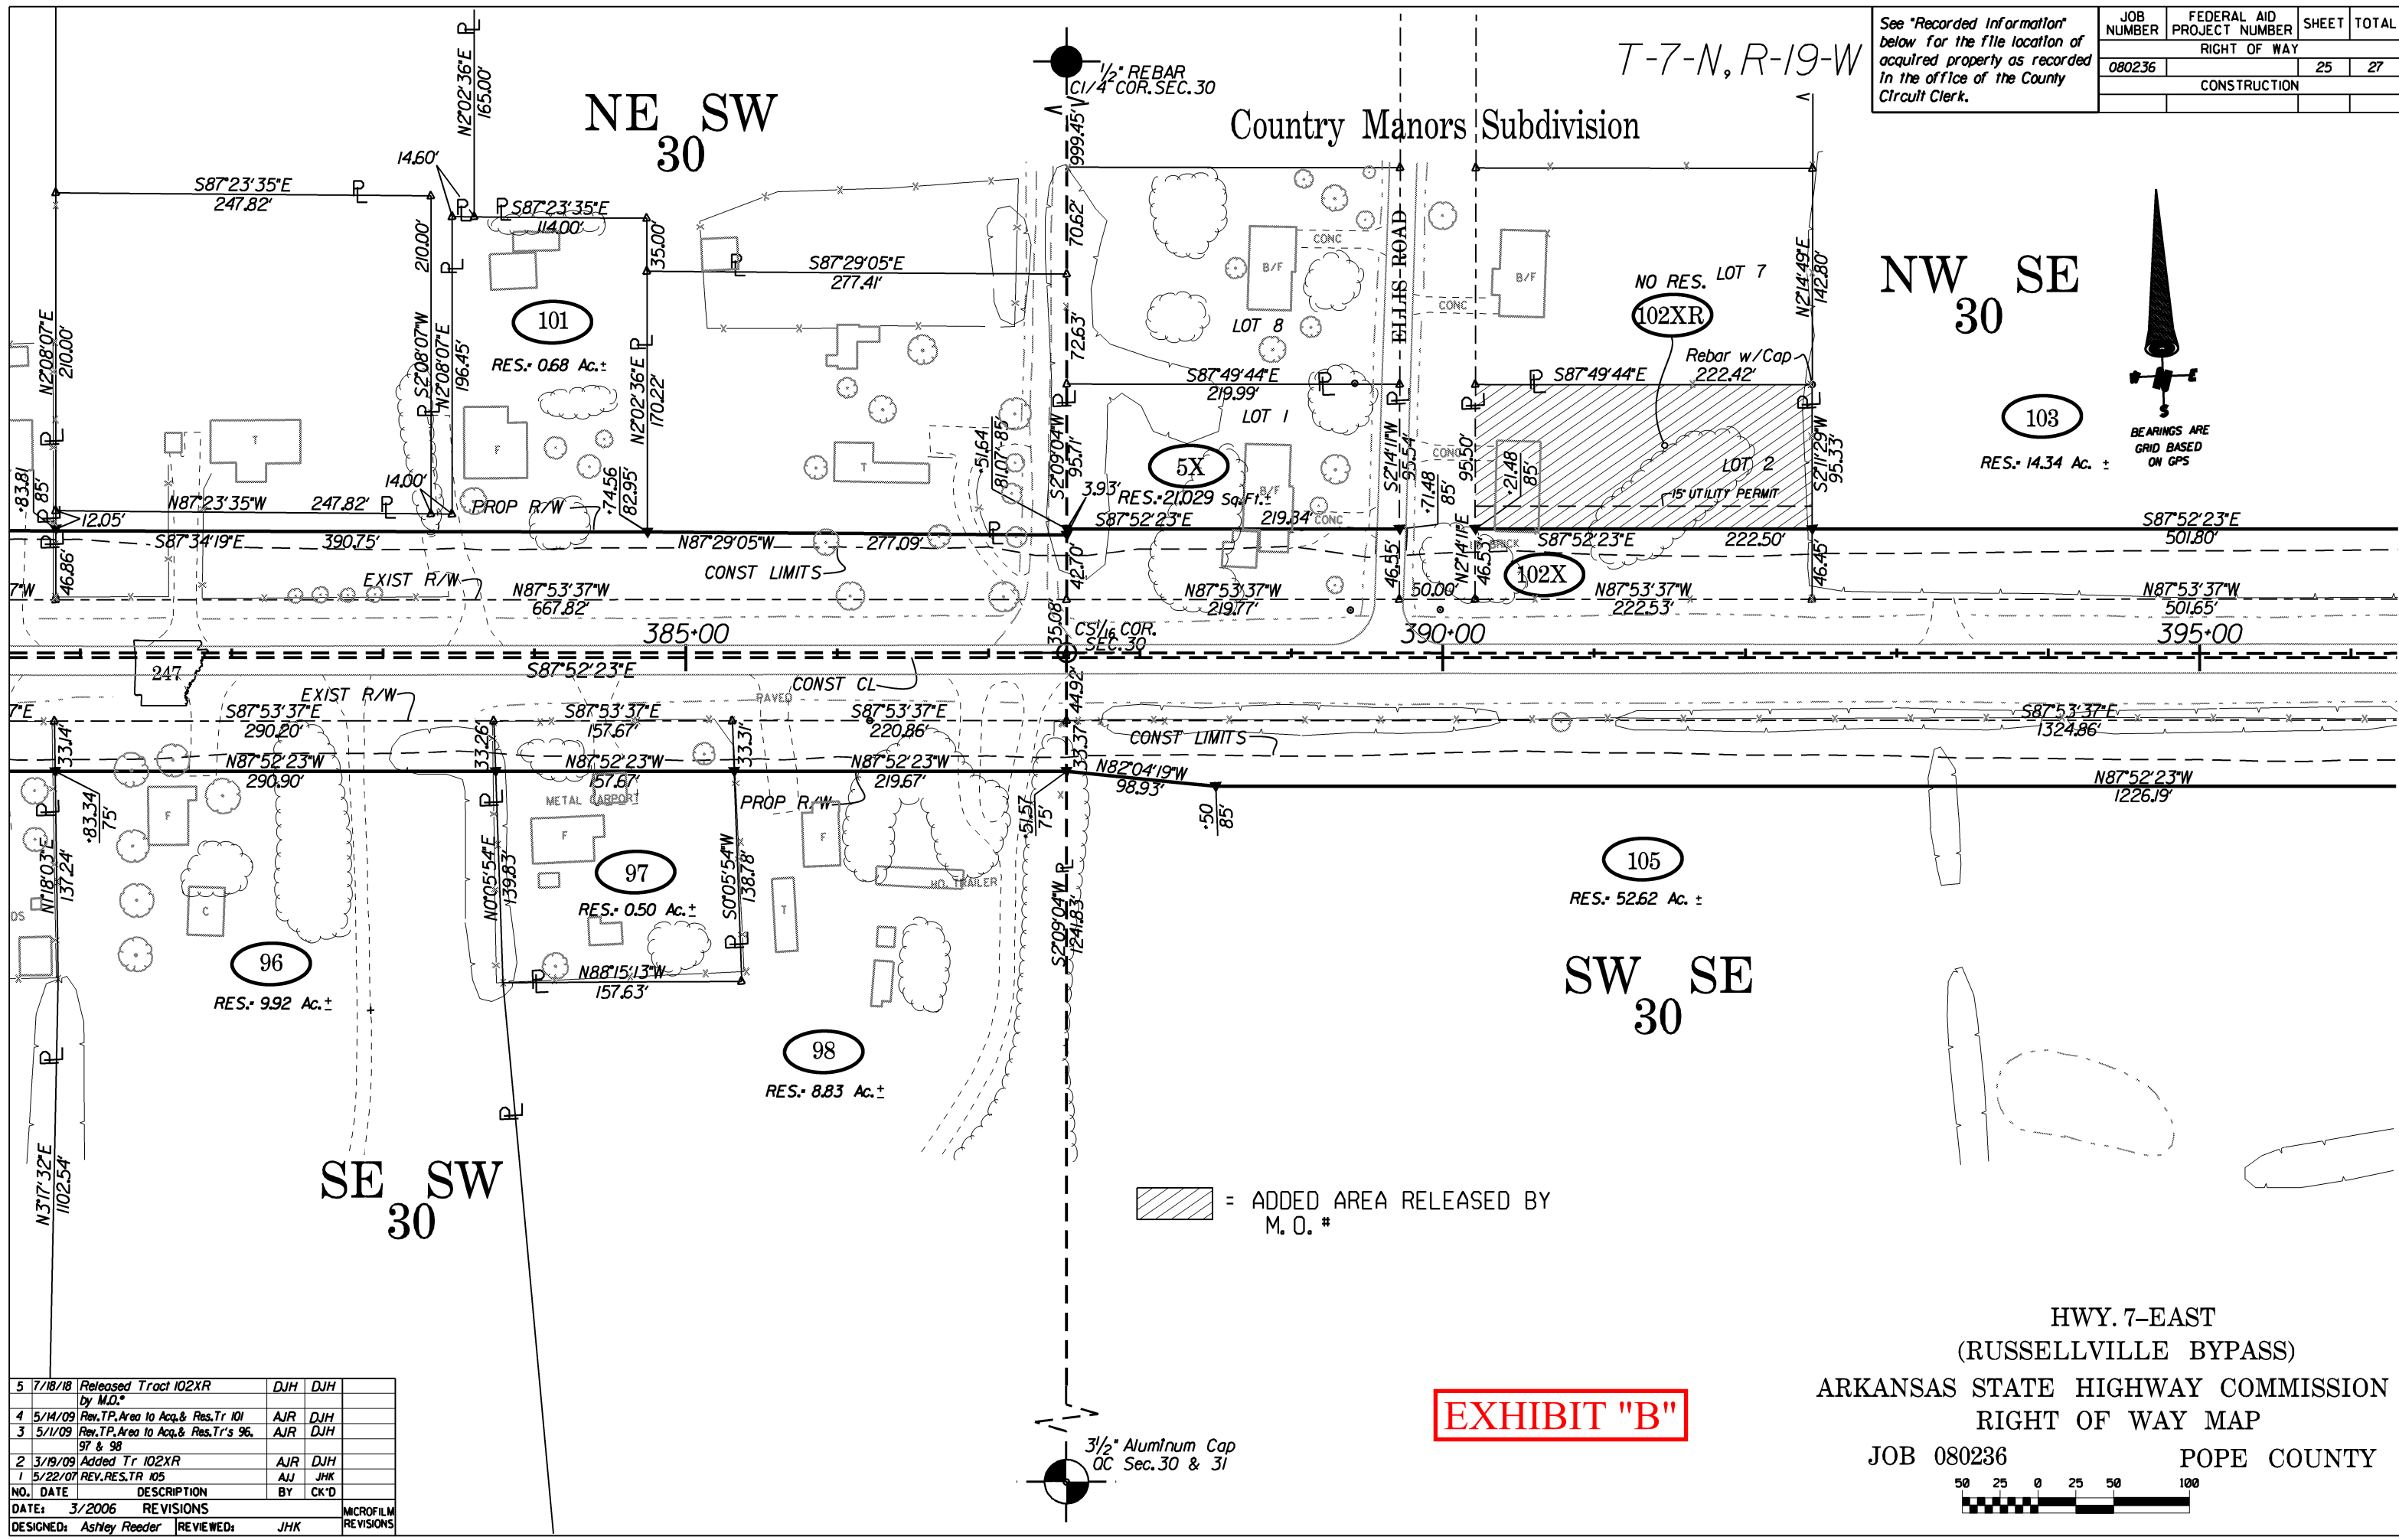 See "Recorded Information"
below for the file location of
acquired property as recorded
in the office of the County
Circuit Clerk.
JOB NUMBER
FEDERAL AID PROJECT NUMBER
SHEET
TOTAL
RIGHT OF WAY
080236
25
27
CONSTRUCTION
T-7-N, R-19-W
1/2" REBAR
C1/4 COR. SEC. 30
NE SW
30
Country Manors Subdivision
N2°02'36"E
165.00'
14.60'
S87°23'35"E
247.82'
S87°23'35"E
114.00'
210.00'
35.00'
999.45'
70.62'
S87°29'05"E
277.41'
CONC
B/F
ELLIS ROAD
B/F
CONC
NO RES.
LOT 7
102XR
N2°14'49"E
142.80'
NW SE
30
N2°08'07"E
210.00'
S2°08'07"W
N2°08'07"E
196.45'
101
RES.= 0.68 Ac.±
N2°02'36"E
170.22'
72.63'
LOT 8
Rebar w/Cap
S87°49'44"E
219.99'
S87°49'44"E
222.42'
LOT 1
103
RES.= 14.34 Ac. ±
W
E
S
BEARINGS ARE
GRID BASED
ON GPS
T
F
T
+83.81
85'
12.05'
N87°23'35"W 247.82'
14.00'
PROP R/W
+74.56
82.95'
+51.64
81.07'-85'
S2°09'04"W
95.71'
5X
3.93'
RES.=21,029 Sq.Ft.±
B/F
S87°52'23"E
219.84'
CONC
S2°14'11"W
95.54'
+71.48
85'
CONC
95.50'
+21.48
85'
LOT 2
15' UTILITY PERMIT
S2°11'29"W
95.33'
S87°52'23"E
501.80'
46.86'
S87°34'19"E 390.75'
N87°29'05"W 277.09'
CONST LIMITS
EXIST R/W
7"W
N87°53'37"W
667.82'
42.70'
N87°53'37"W
219.77'
46.55'
50.00'
N2°14'11"E
46.55'
BRICK
S87°52'23"E
222.50'
102X
N87°53'37"W
222.53'
46.45'
N87°53'37"W
501.65'
385+00
35.08'
CS1/16 COR.
SEC. 30
390+00
395+00
247
S87°52'23"E
CONST CL
44.92'
EXIST R/W
PAVED
7"E
S87°53'37"E
290.20'
S87°53'37"E
157.67'
S87°53'37"E
220.86'
S87°53'37"E
1324.86'
33.14'
33.26'
33.31'
33.37'
CONST LIMITS
N87°52'23"W
290.90'
N87°52'23"W
157.67'
N87°52'23"W
219.67'
N82°04'19"W
98.93'
N87°52'23"W
1226.19'
METAL CARPORT
PROP R/W
+83.34
75'
+51.57
75'
+50
85'
F
F
F
N1°18'03"E
137.24'
C
DS
N0°05'54"E
139.83'
97
RES.= 0.50 Ac.±
S0°05'54"W
138.78'
T
HO. TRAILER
105
RES.= 52.62 Ac. ±
96
RES.= 9.92 Ac.±
N88°15'13"W
157.63'
S2°09'04"W
1241.83'
SW SE
30
98
RES.= 8.83 Ac.±
N3°17'32"E
1102.54'
SE SW
30
= ADDED AREA RELEASED BY
M. O. #
3 1/2" Aluminum Cap
QC Sec. 30 & 31
EXHIBIT "B"
HWY. 7–EAST
(RUSSELLVILLE BYPASS)
ARKANSAS STATE HIGHWAY COMMISSION
RIGHT OF WAY MAP
JOB 080236 POPE COUNTY
50 25 0 25 50 100
5 7/18/18 Released Tract 102XR DJH DJH
by M.O.#
4 5/14/09 Rev. TP. Area to Acq. & Res. Tr 101 AJR DJH
3 5/1/09 Rev. TP. Area to Acq. & Res. Tr's 96, AJR DJH
97 & 98
2 3/19/09 Added Tr 102XR AJR DJH
1 5/22/07 REV. RES. TR 105 AJJ JHK
NO. DATE DESCRIPTION BY CK'D
DATE: 3/2006 REVISIONS
MICROFILM REVISIONS
DESIGNED: Ashley Reeder REVIEWED: JHK